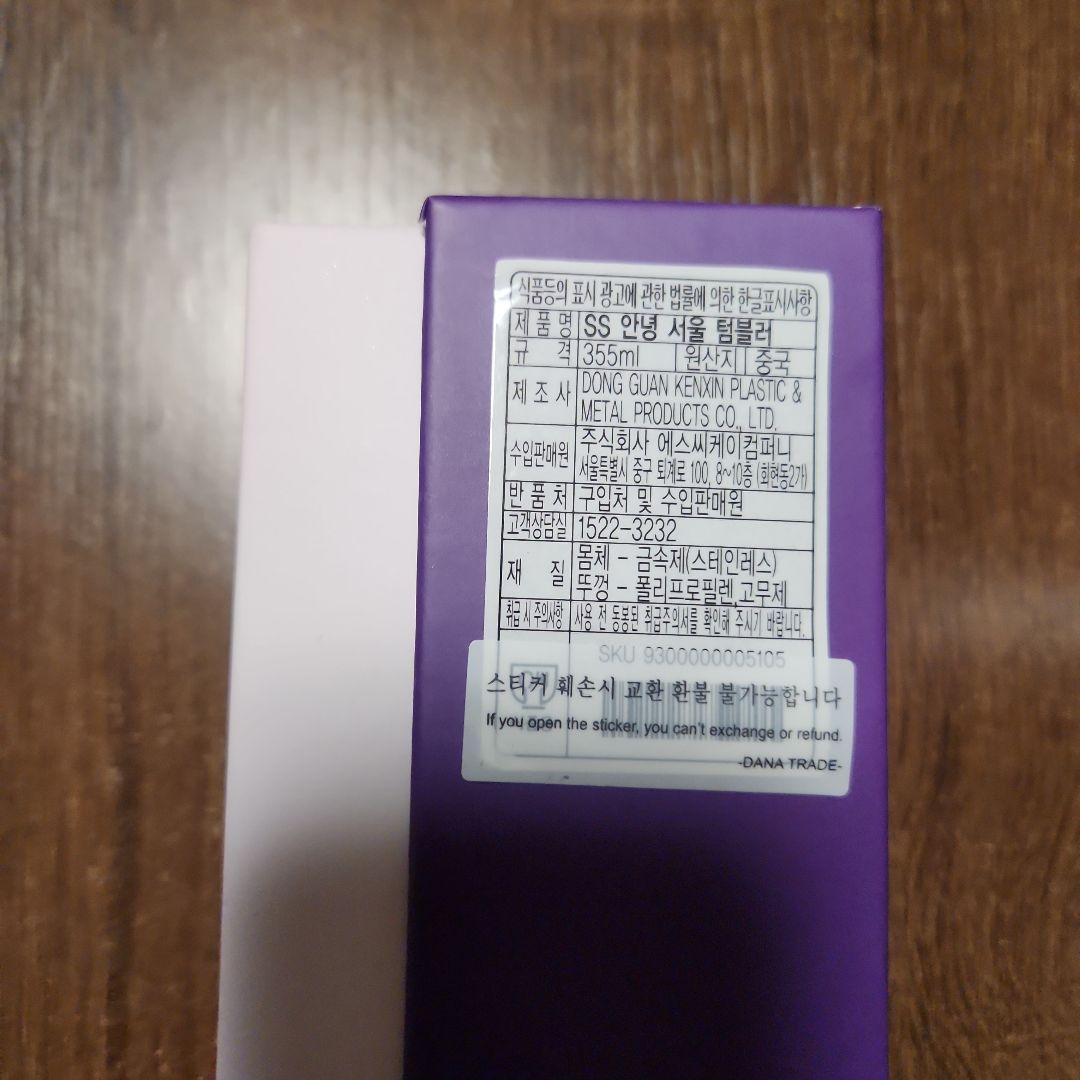 식품등의 표시 광고에 관한 법률에 의한 한글표시사항
제품명 SS 안녕 서울 텀블러
규격 355ml 원산지 중국
제조사 DONG GUAN KENXIN PLASTIC &
METAL PRODUCTS CO., LTD.
수입판매원 주식회사 에스씨케이컴퍼니
서울특별시 중구 퇴계로 100, 8~10층 (회현동2가)
반품처 구입처 및 수입판매원
고객상담실 1522-3232
재질 몸체 - 금속제(스테인레스)
뚜껑 - 폴리프로필렌,고무제
취급 시 주의사항 사용 전 동봉된 취급주의서를 확인해 주시기 바랍니다.
SKU 9300000005105
스티커 훼손시 교환 환불 불가능합니다
If you open the sticker, you can't exchange or refund.
-DANA TRADE-